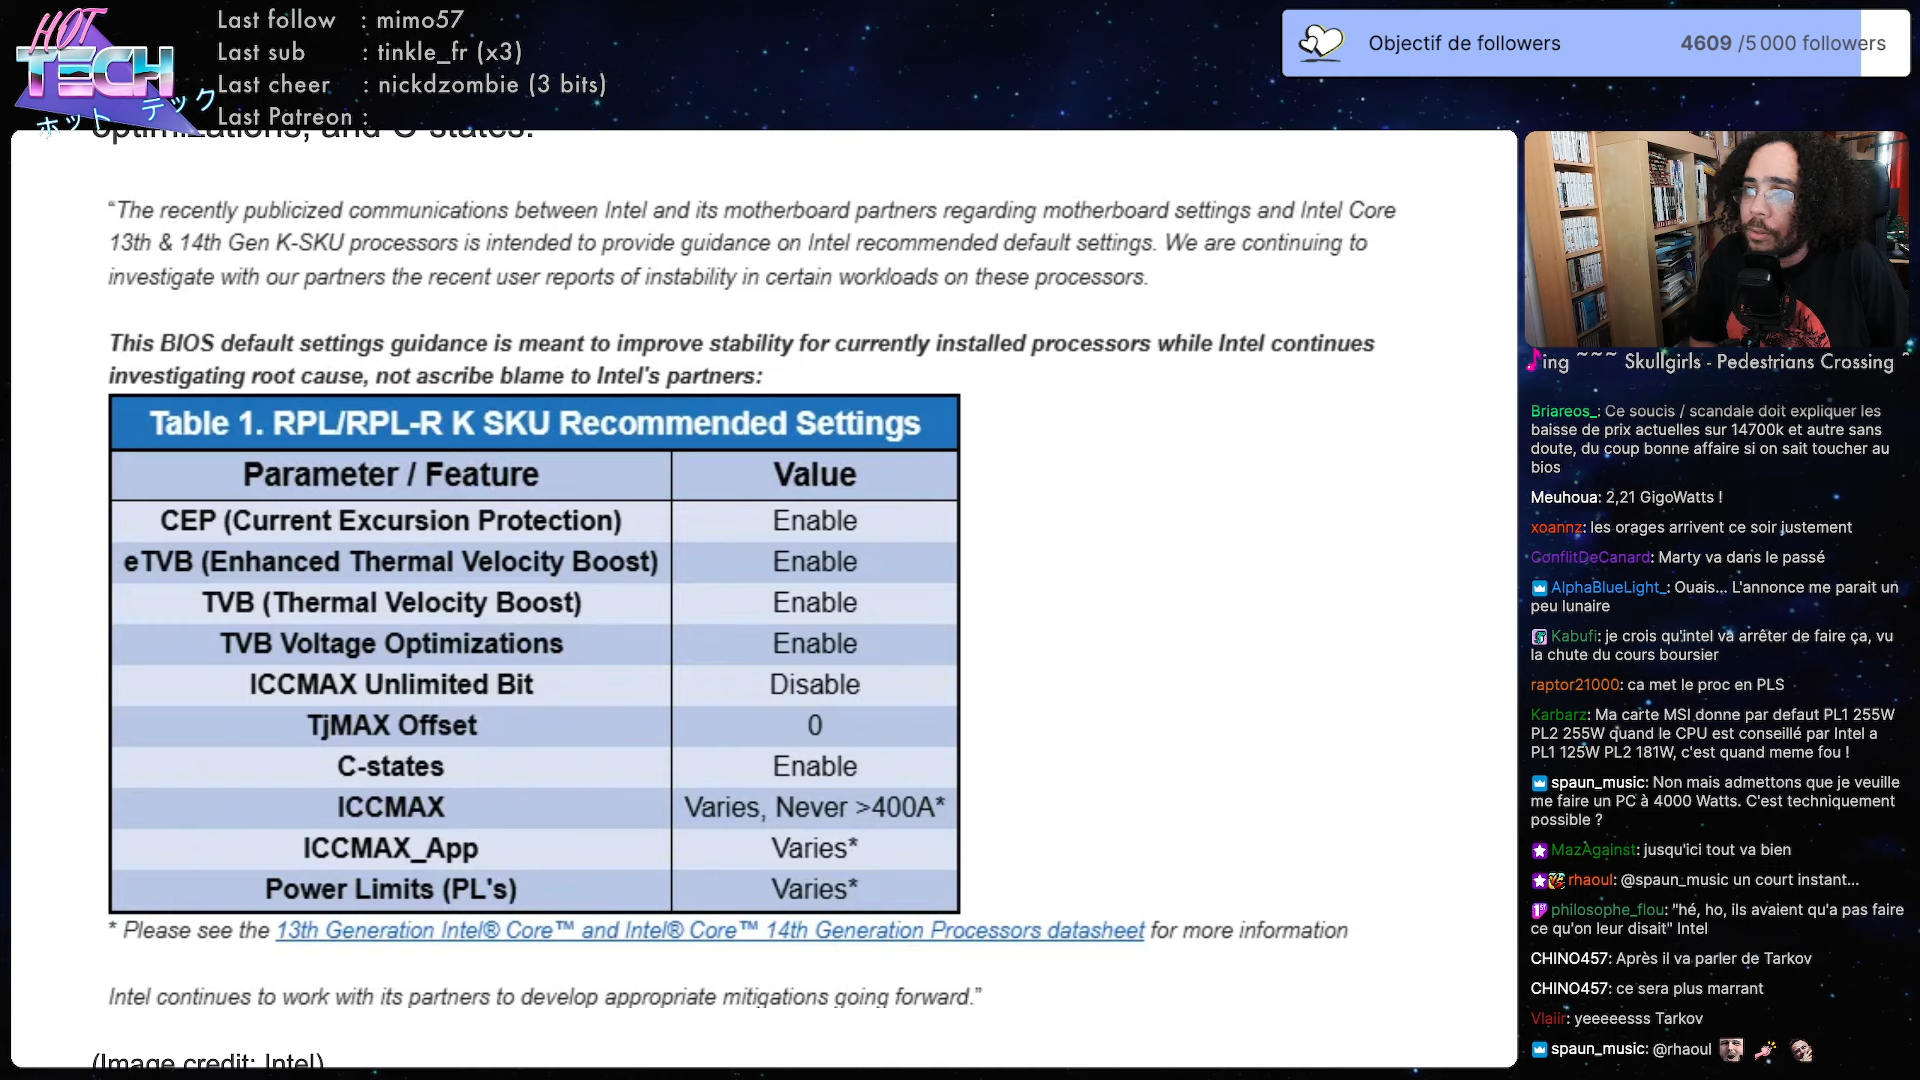 HOT
TECH
ホット テック
Last follow : mimo57
Last sub : tinkle_fr (x3)
Last cheer : nickdzombie (3 bits)
Last Patreon :
Objectif de followers 4609 /5 000 followers
optimizations, and C-states.
“The recently publicized communications between Intel and its motherboard partners regarding motherboard settings and Intel Core
13th & 14th Gen K-SKU processors is intended to provide guidance on Intel recommended default settings. We are continuing to
investigate with our partners the recent user reports of instability in certain workloads on these processors.
This BIOS default settings guidance is meant to improve stability for currently installed processors while Intel continues
investigating root cause, not ascribe blame to Intel's partners:
Table 1. RPL/RPL-R K SKU Recommended Settings
Parameter / Feature Value
CEP (Current Excursion Protection) Enable
eTVB (Enhanced Thermal Velocity Boost) Enable
TVB (Thermal Velocity Boost) Enable
TVB Voltage Optimizations Enable
ICCMAX Unlimited Bit Disable
TjMAX Offset 0
C-states Enable
ICCMAX Varies, Never >400A*
ICCMAX_App Varies*
Power Limits (PL's) Varies*
* Please see the 13th Generation Intel® Core™ and Intel® Core™ 14th Generation Processors datasheet for more information
Intel continues to work with its partners to develop appropriate mitigations going forward.”
(Image credit: Intel)
ing ~~~ Skullgirls - Pedestrians Crossing ~
Briareos_: Ce soucis / scandale doit expliquer les
baisse de prix actuelles sur 14700k et autre sans
doute, du coup bonne affaire si on sait toucher au
bios
Meuhoua: 2,21 GigoWatts !
xoannz: les orages arrivent ce soir justement
ConflitDeCanard: Marty va dans le passé
AlphaBlueLight_: Ouais... L'annonce me parait un
peu lunaire
Kabufi: je crois qu'intel va arrêter de faire ça, vu
la chute du cours boursier
raptor21000: ca met le proc en PLS
Karbarz: Ma carte MSI donne par defaut PL1 255W
PL2 255W quand le CPU est conseillé par Intel a
PL1 125W PL2 181W, c'est quand meme fou !
spaun_music: Non mais admettons que je veuille
me faire un PC à 4000 Watts. C'est techniquement
possible ?
MazAgainst: jusqu'ici tout va bien
rhaoul: @spaun_music un court instant...
philosophe_flou: "hé, ho, ils avaient qu'a pas faire
ce qu'on leur disait" Intel
CHINO457: Après il va parler de Tarkov
CHINO457: ce sera plus marrant
Vlaiir: yeeeeesss Tarkov
spaun_music: @rhaoul